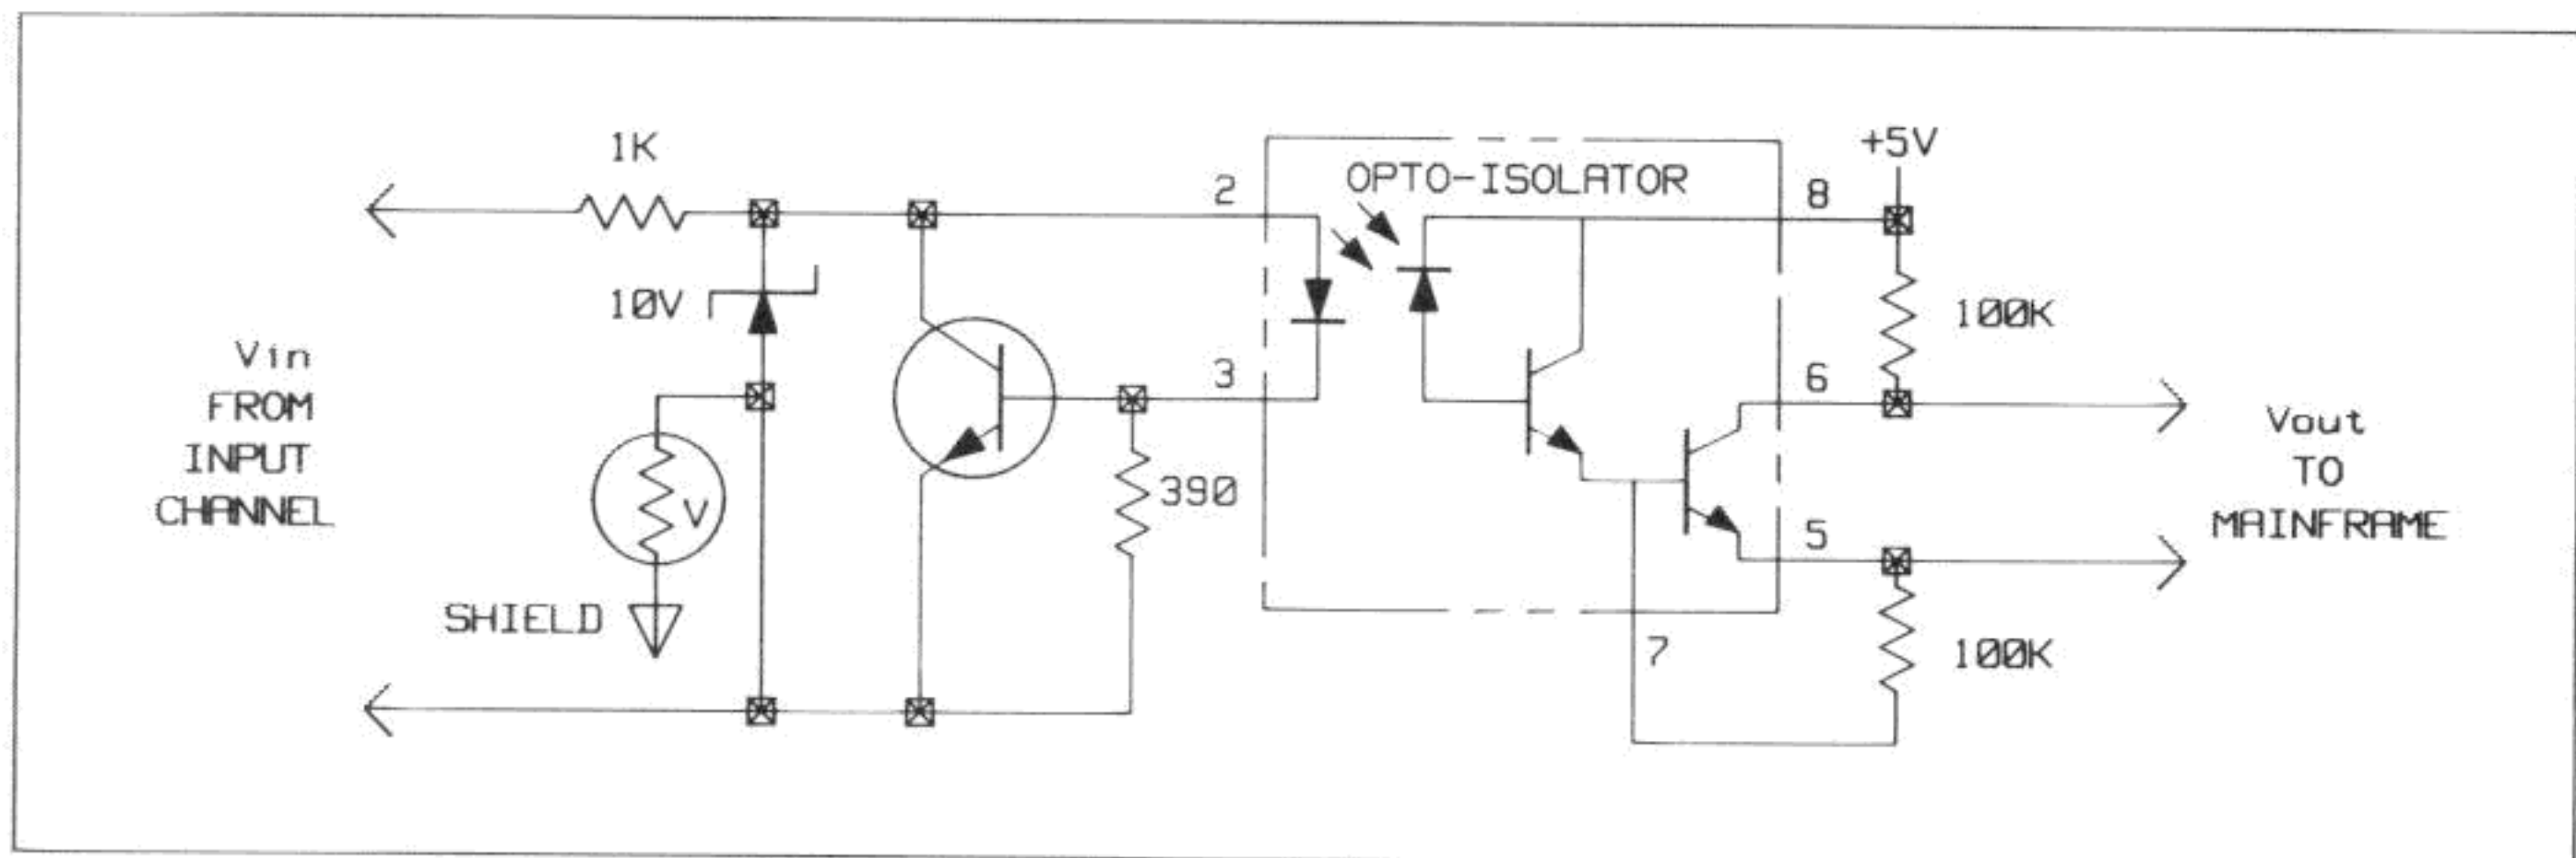 1K
2
OPTO-ISOLATOR
8
+5V
10V
100K
Vin
FROM
INPUT
CHANNEL
3
6
Vout
TO
MAINFRAME
V
390
5
SHIELD
7
100K